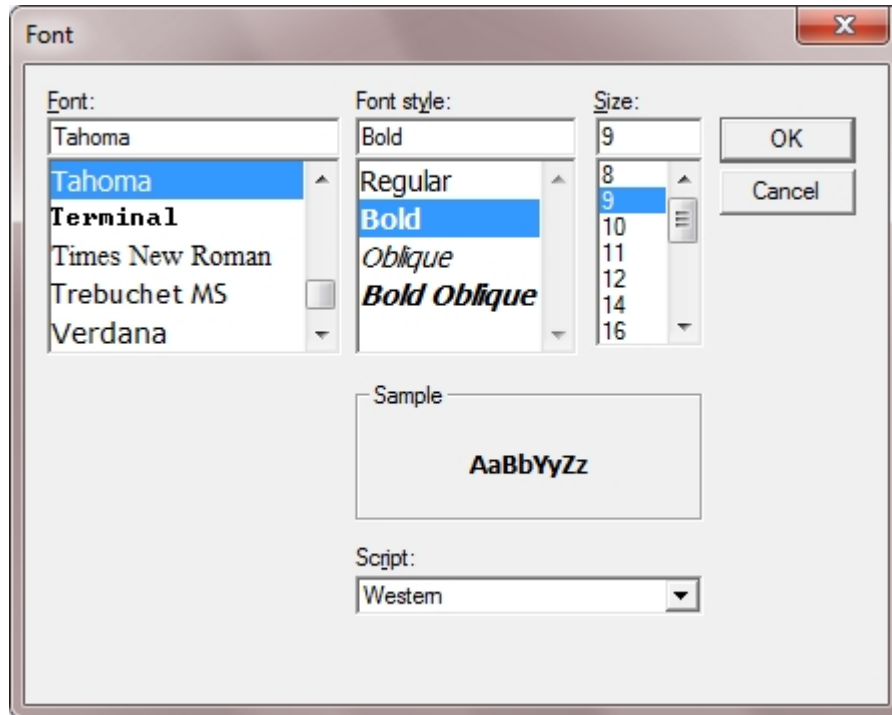 Font
Font:
Tahoma
Tahoma
Terminal
Times New Roman
Trebuchet MS
Verdana
Font style:
Bold
Regular
Bold
Oblique
Bold Oblique
Size:
9
8
9
10
11
12
14
16
OK
Cancel
Sample
AaBbYyZz
Script:
Western